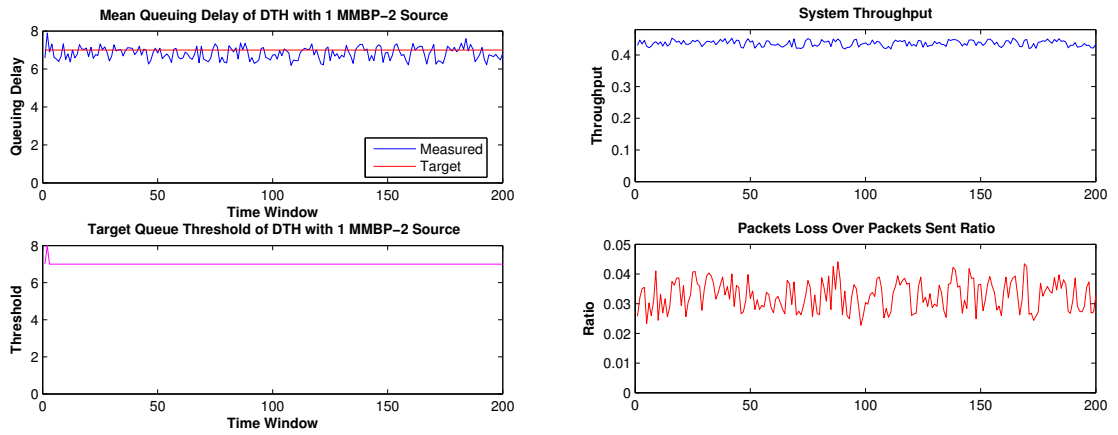 Mean Queuing Delay of DTH with 1 MMBP−2 Source
Queuing Delay
8
6
4
2
0
0 50 100 150 200
Time Window
Measured
Target
System Throughput
Throughput
0.4
0.3
0.2
0.1
0
0 50 100 150 200
Target Queue Threshold of DTH with 1 MMBP−2 Source
Threshold
8
6
4
2
0
0 50 100 150 200
Time Window
Packets Loss Over Packets Sent Ratio
Ratio
0.05
0.04
0.03
0.02
0.01
0
0 50 100 150 200